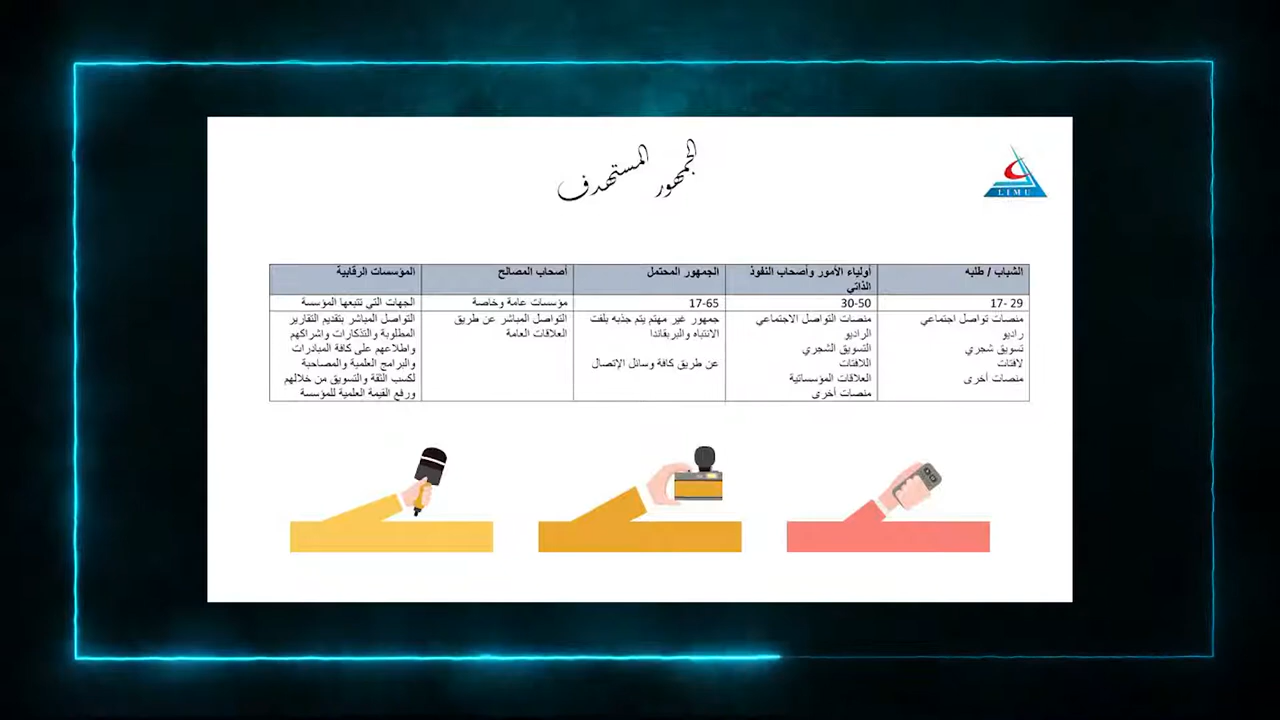 الجمهور المستهدف
LIMU
الشباب / طلبه
أولياء الأمور وأصحاب النفوذ
الذاتي
الجمهور المحتمل
أصحاب المصالح
المؤسسات الرقابية
17- 29
30-50
17-65
مؤسسات عامة وخاصة
الجهات التي تتبعها المؤسسة
منصات تواصل اجتماعي
راديو
تسويق شجري
لافتات
منصات أخرى
منصات التواصل الاجتماعي
الراديو
التسويق الشجري
اللافتات
العلاقات المؤسساتية
منصات أخرى
جمهور غير مهتم يتم جذبه بلفت
الانتباه والبربقاندا
عن طريق كافة وسائل الإتصال
التواصل المباشر عن طريق
العلاقات العامة
التواصل المباشر بتقديم التقارير
المطلوبة والتذكارات واشراكهم
واطلاعهم على كافة المبادرات
والبرامج العلمية والمصاحبة
لكسب الثقة والتسويق من خلالهم
ورفع القيمة العلمية للمؤسسة